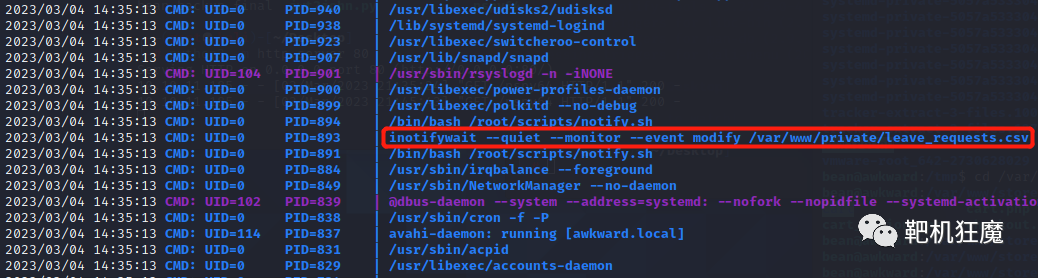 2023/03/04 14:35:13 CMD: UID=0 PID=940 | /usr/libexec/udisks2/udisksd
2023/03/04 14:35:13 CMD: UID=0 PID=938 | /lib/systemd/systemd-logind
2023/03/04 14:35:13 CMD: UID=0 PID=923 | /usr/libexec/switcheroo-control
2023/03/04 14:35:13 CMD: UID=0 PID=907 | /usr/lib/snapd/snapd
2023/03/04 14:35:13 CMD: UID=104 PID=901 | /usr/sbin/rsyslogd -n -iNONE
2023/03/04 14:35:13 CMD: UID=0 PID=900 | /usr/libexec/power-profiles-daemon
2023/03/04 14:35:13 CMD: UID=0 PID=899 | /usr/libexec/polkitd --no-debug
2023/03/04 14:35:13 CMD: UID=0 PID=894 | /bin/bash /root/scripts/notify.sh
2023/03/04 14:35:13 CMD: UID=0 PID=893 | inotifywait --quiet --monitor --event modify /var/www/private/leave_requests.csv
2023/03/04 14:35:13 CMD: UID=0 PID=891 | /bin/bash /root/scripts/notify.sh
2023/03/04 14:35:13 CMD: UID=0 PID=884 | /usr/sbin/irqbalance --foreground
2023/03/04 14:35:13 CMD: UID=0 PID=849 | /usr/sbin/NetworkManager --no-daemon
2023/03/04 14:35:13 CMD: UID=102 PID=839 | @dbus-daemon --system --address=systemd: --nofork --nopidfile --systemd-activatio
2023/03/04 14:35:13 CMD: UID=0 PID=838 | /usr/sbin/cron -f -P
2023/03/04 14:35:13 CMD: UID=114 PID=837 | avahi-daemon: running [awkward.local]
2023/03/04 14:35:13 CMD: UID=0 PID=831 | /usr/sbin/acpid
2023/03/04 14:35:13 CMD: UID=0 PID=829 | /usr/libexec/accounts-daemon
靶机狂魔